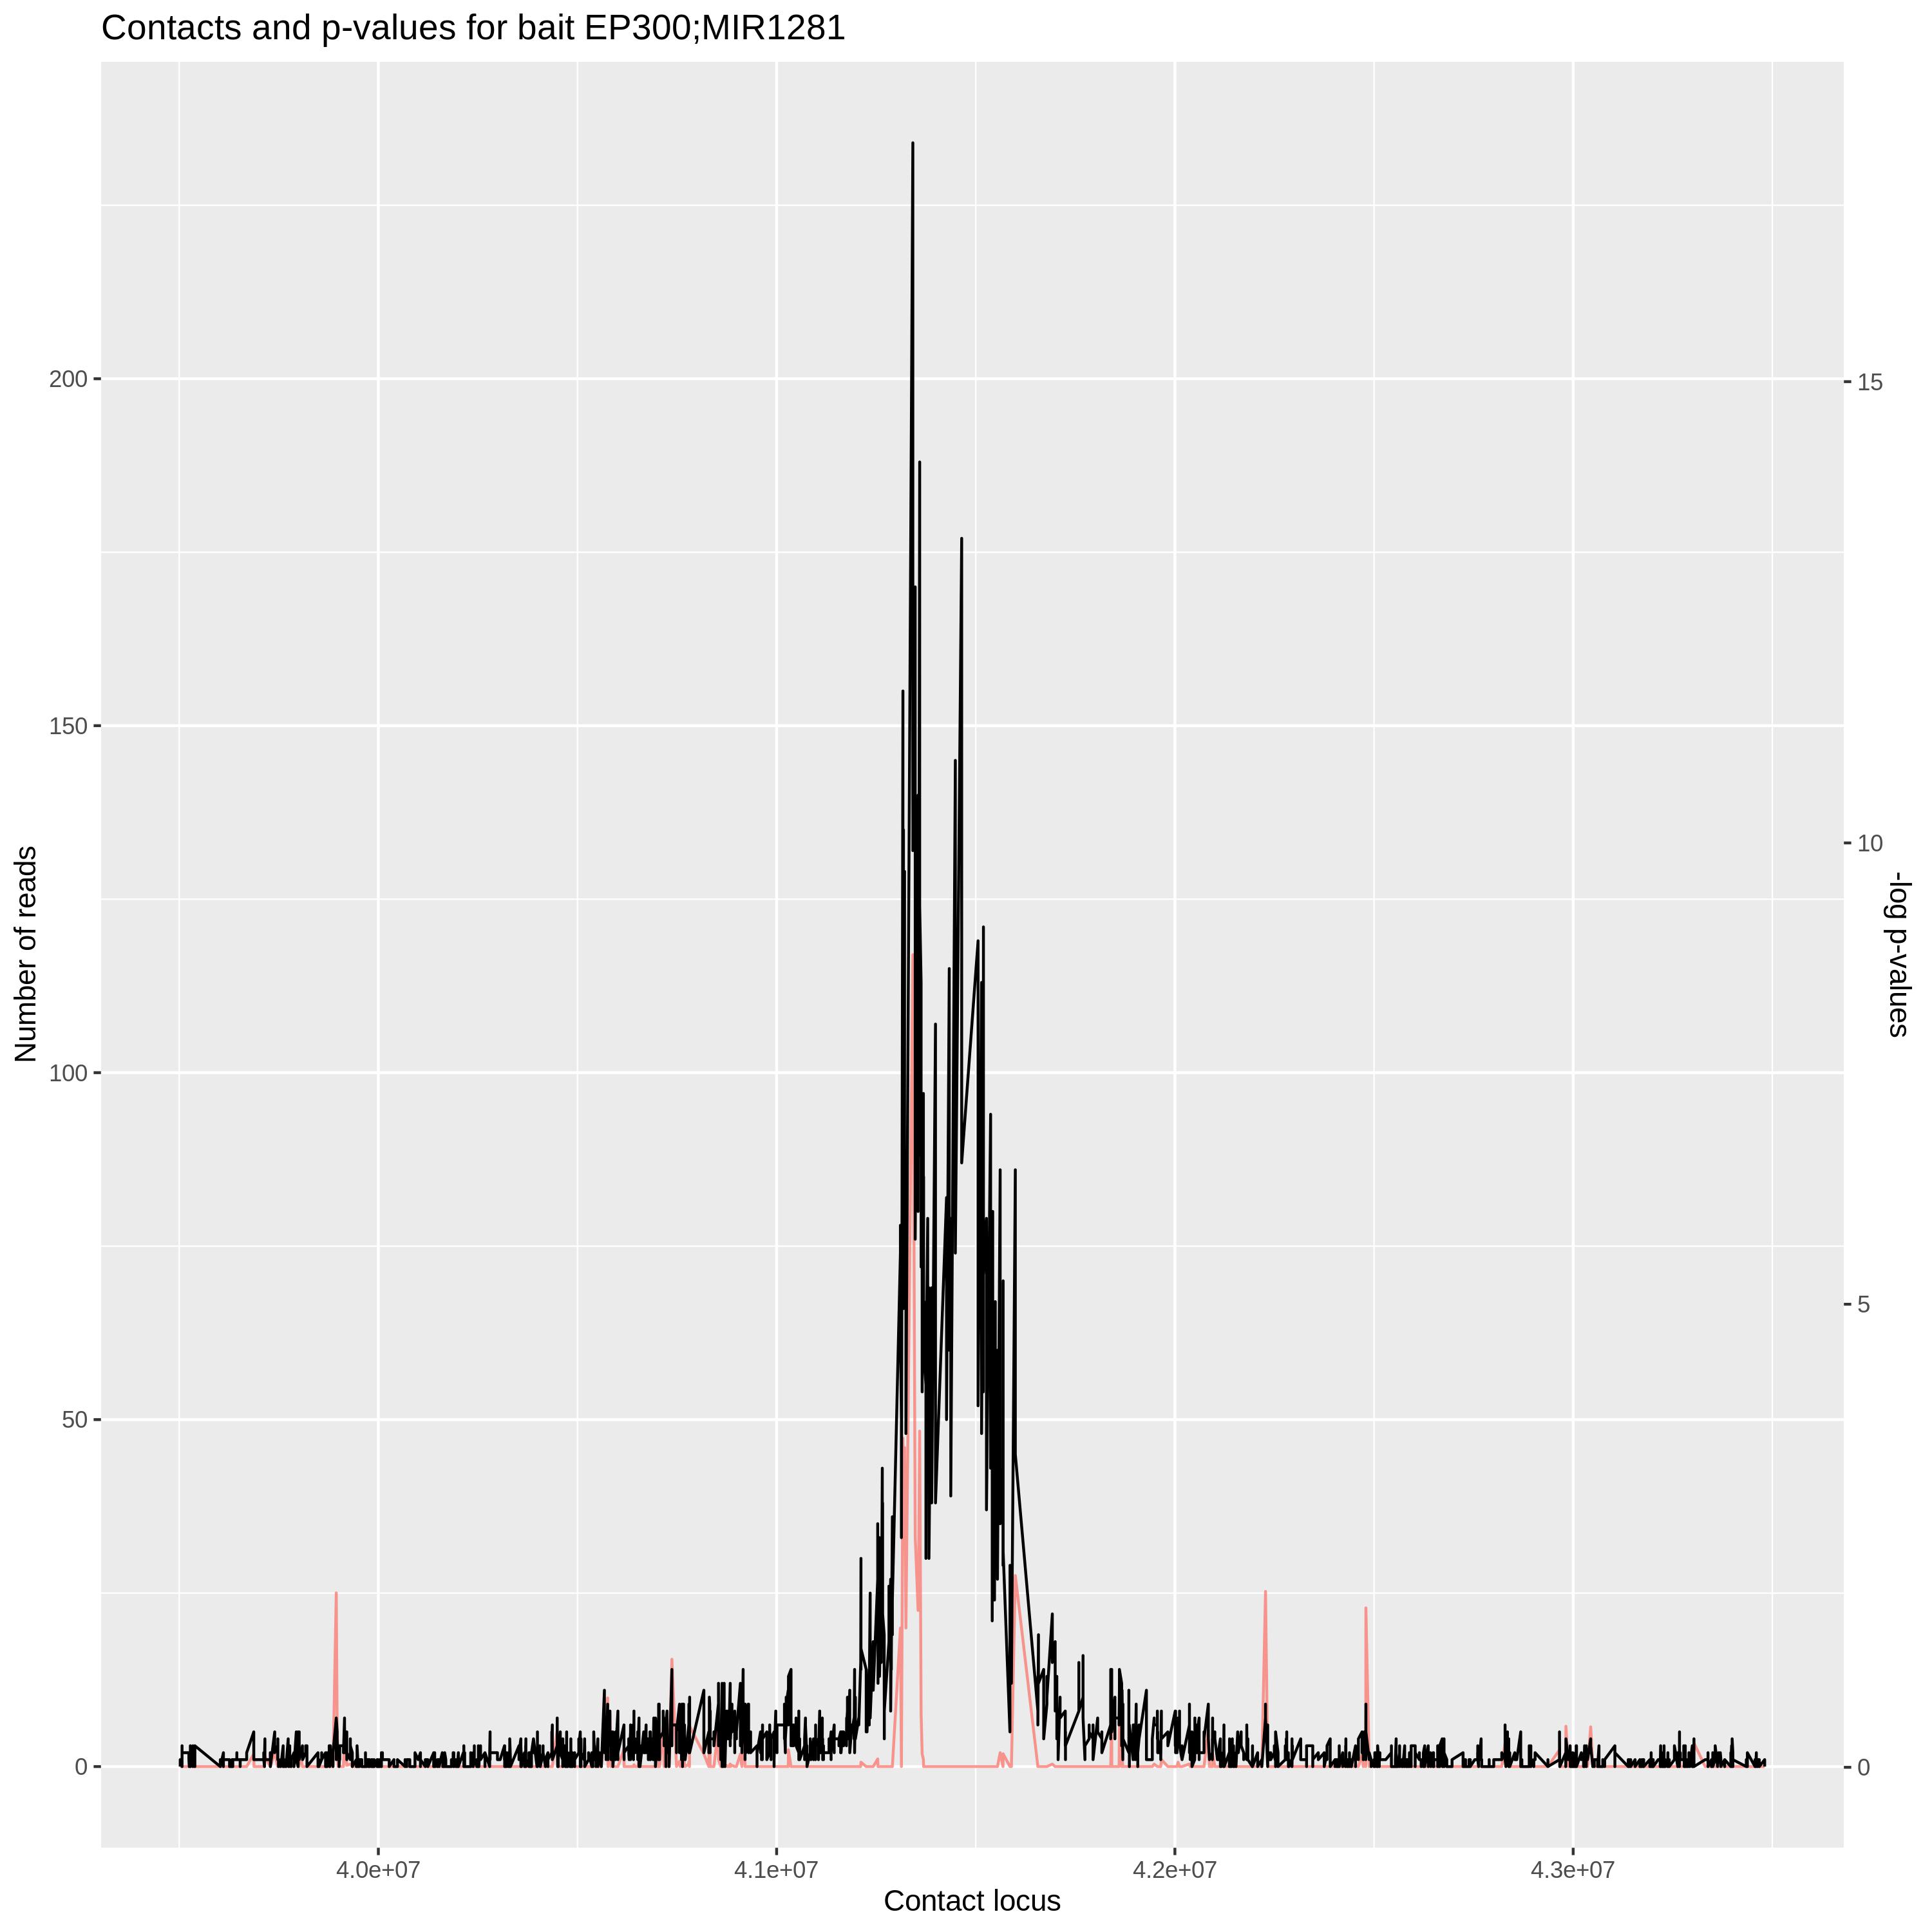 Contacts and p-values for bait EP300;MIR1281
Number of reads
200
150
100
50
0
15
10
5
0
-log p-values
4.0e+07
4.1e+07
4.2e+07
4.3e+07
Contact locus